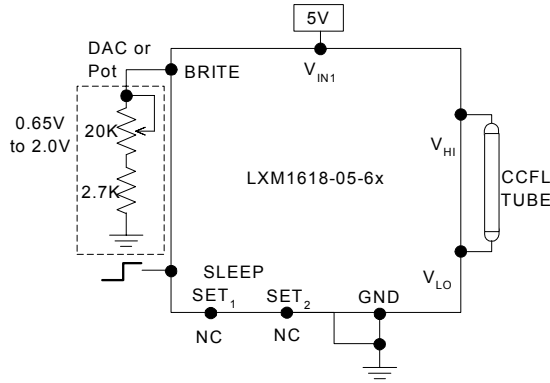 5V
DAC or
Pot
BRITE
V_IN1
0.65V
to 2.0V
20K
V_HI
2.7K
LXM1618-05-6x
CCFL
TUBE
SLEEP
V_LO
SET_1
SET_2
GND
NC
NC